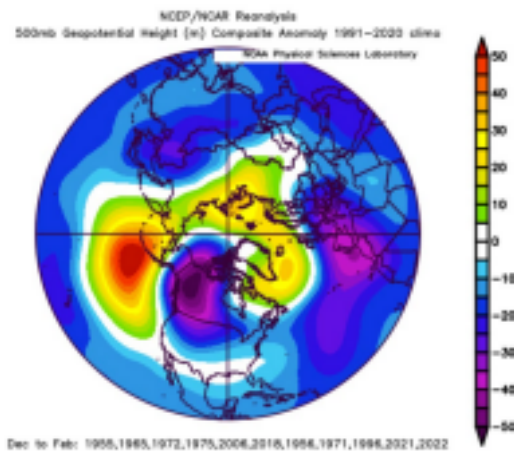 NCEP/NCAR Reanalysis
500mb Geopotential Height (m) Composite Anomaly 1991-2020 clima
NOAA Physical Sciences Laboratory
50
40
30
20
10
0
-10
-20
-30
-40
-50
Dec to Feb: 1955,1965,1972,1975,2006,2018,1956,1971,1996,2021,2022